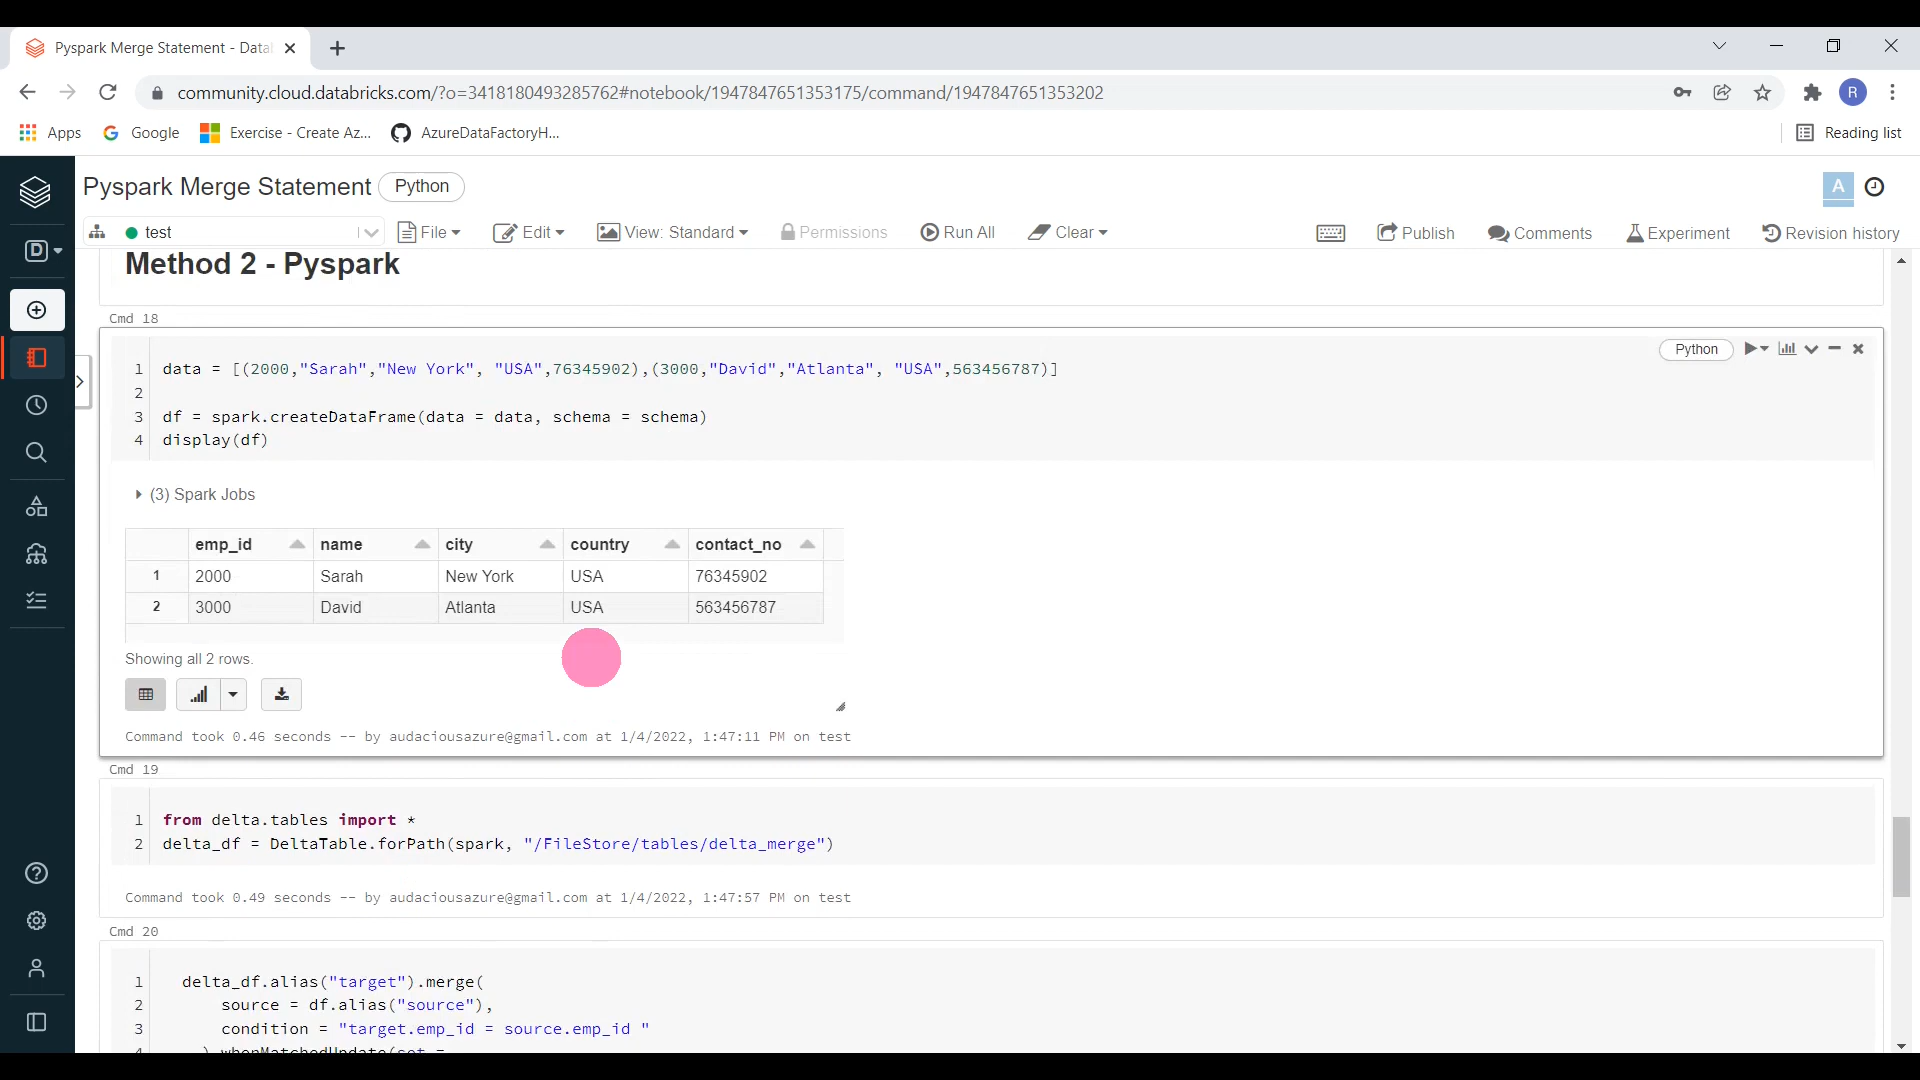 Pyspark Merge Statement - Data
community.cloud.databricks.com/?o=3418180493285762#notebook/1947847651353175/command/1947847651353202
R
Apps
Google
Exercise - Create Az...
AzureDataFactoryH...
Reading list
Pyspark Merge Statement
Python
A
D
test
File
Edit
View: Standard
Permissions
Run All
Clear
Publish
Comments
Experiment
Revision history
Method 2 - Pyspark
Cmd 18
Python
1 data = [(2000,"Sarah","New York", "USA",76345902),(3000,"David","Atlanta", "USA",563456787)]
2
3 df = spark.createDataFrame(data = data, schema = schema)
4 display(df)
(3) Spark Jobs
emp_id name city country contact_no
1 2000 Sarah New York USA 76345902
2 3000 David Atlanta USA 563456787
Showing all 2 rows.
Command took 0.46 seconds -- by audaciousazure@gmail.com at 1/4/2022, 1:47:11 PM on test
Cmd 19
1 from delta.tables import *
2 delta_df = DeltaTable.forPath(spark, "/FileStore/tables/delta_merge")
Command took 0.49 seconds -- by audaciousazure@gmail.com at 1/4/2022, 1:47:57 PM on test
Cmd 20
1 delta_df.alias("target").merge(
2 source = df.alias("source"),
3 condition = "target.emp_id = source.emp_id "
4 ).whenMatchedUpdate(set =